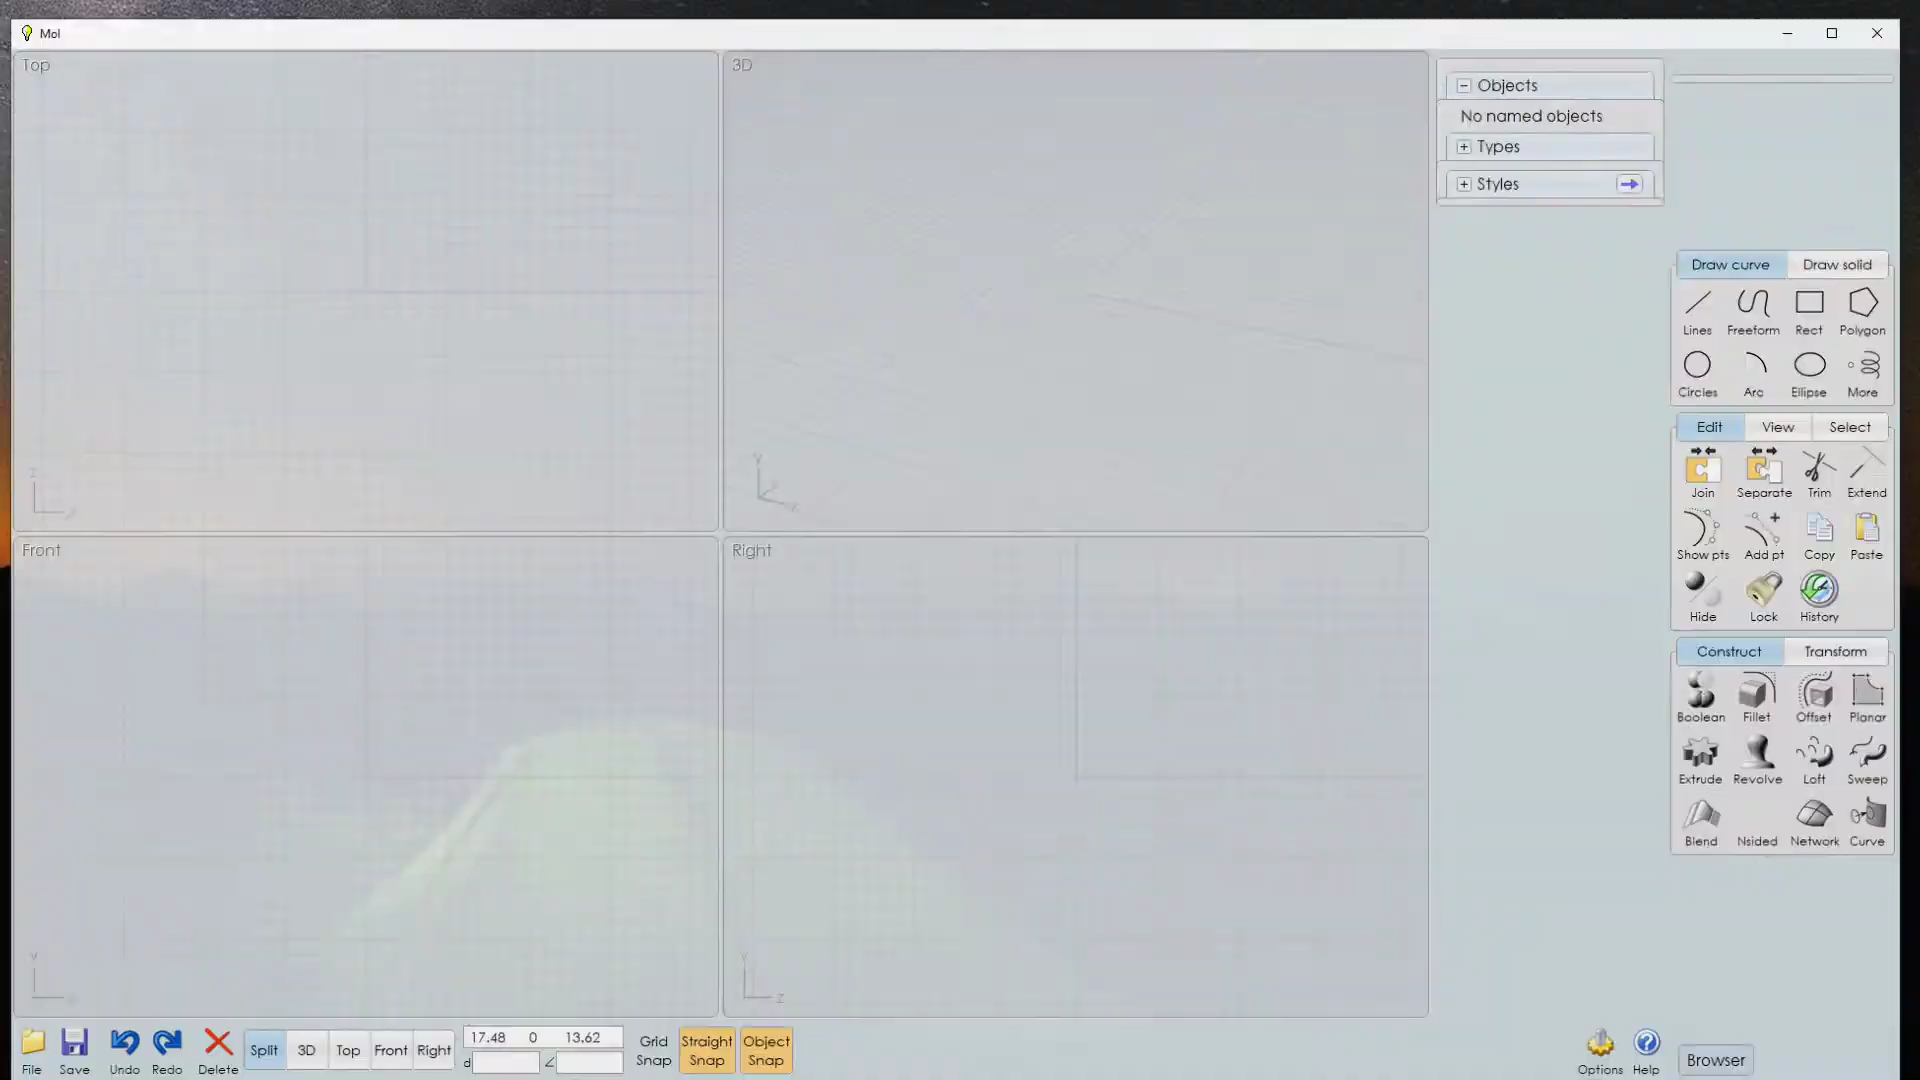 MoI
Top
3D
Objects
No named objects
Types
Styles
Draw curve
Draw solid
Lines
Freeform
Rect
Polygon
Circles
Arc
Ellipse
More
Edit
View
Select
Join
Separate
Trim
Extend
Show pts
Add pt
Copy
Paste
Hide
Lock
History
Construct
Transform
Boolean
Fillet
Offset
Planar
Extrude
Revolve
Loft
Sweep
Blend
Nsided
Network
Curve
Front
Right
z
y
y
y
z
File
Save
Undo
Redo
Delete
Split
3D
Top
Front
Right
17.48 0 13.62
d
Grid Snap
Straight Snap
Object Snap
Options
Help
Browser